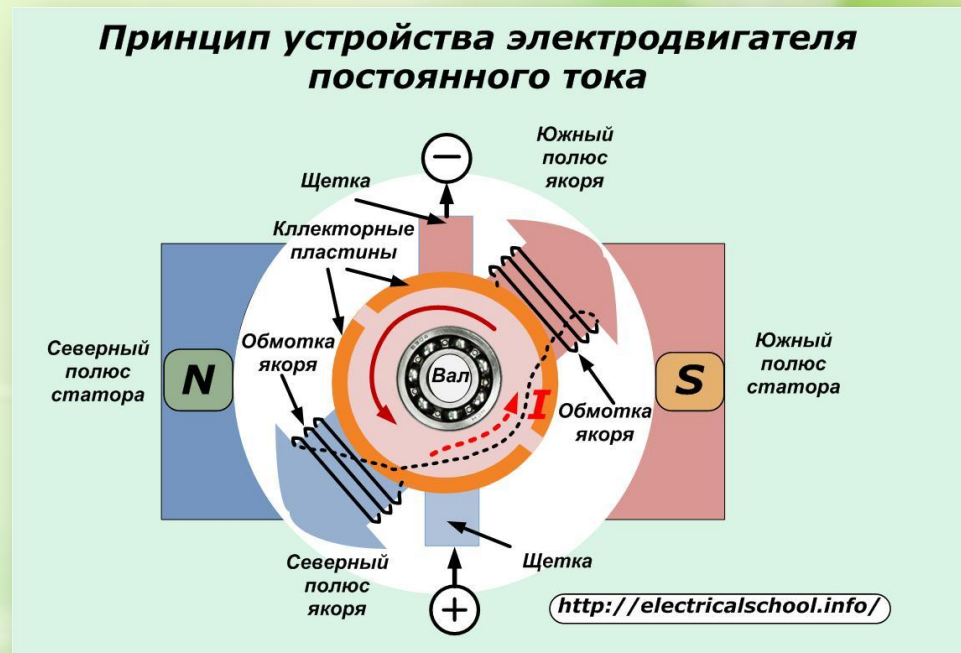 Принцип устройства электродвигателя
постоянного тока
Южный
полюс
якоря
−
Щетка
Кллекторные
пластины
Обмотка
якоря
Северный
полюс
статора
N
Вал
I
S
Южный
полюс
статора
Обмотка
якоря
Северный
полюс
якоря
Щетка
+
http://electricalschool.info/